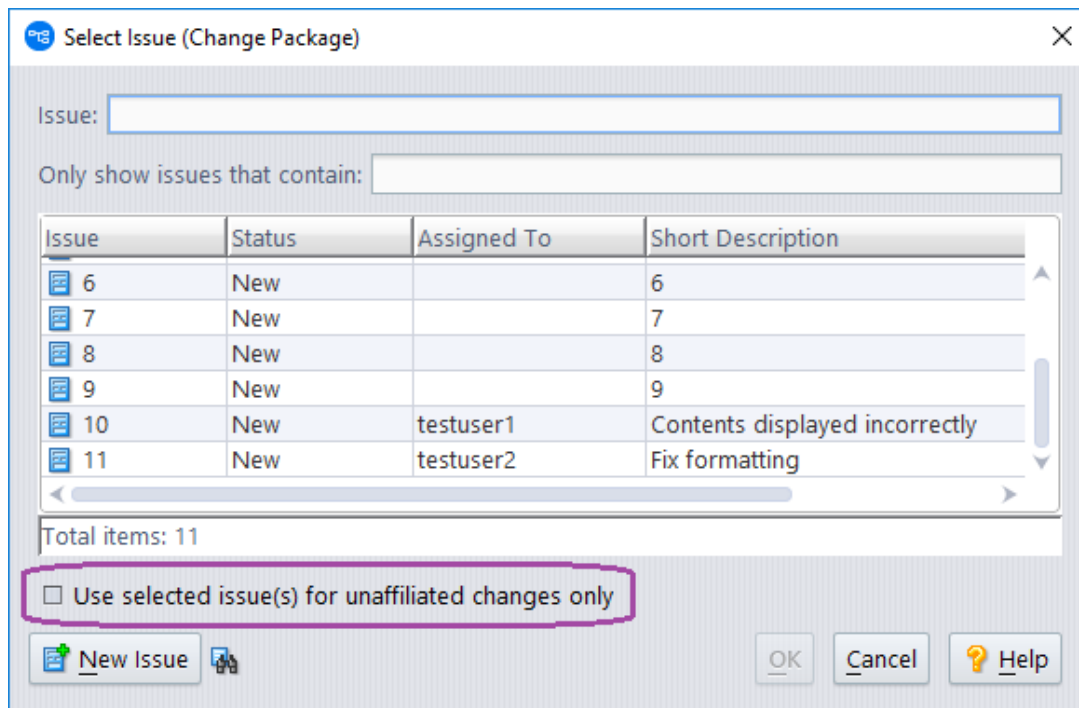 Select Issue (Change Package)
Issue:
Only show issues that contain:
Issue Status Assigned To Short Description
6 New 6
7 New 7
8 New 8
9 New 9
10 New testuser1 Contents displayed incorrectly
11 New testuser2 Fix formatting
Total items: 11
Use selected issue(s) for unaffiliated changes only
New Issue OK Cancel Help